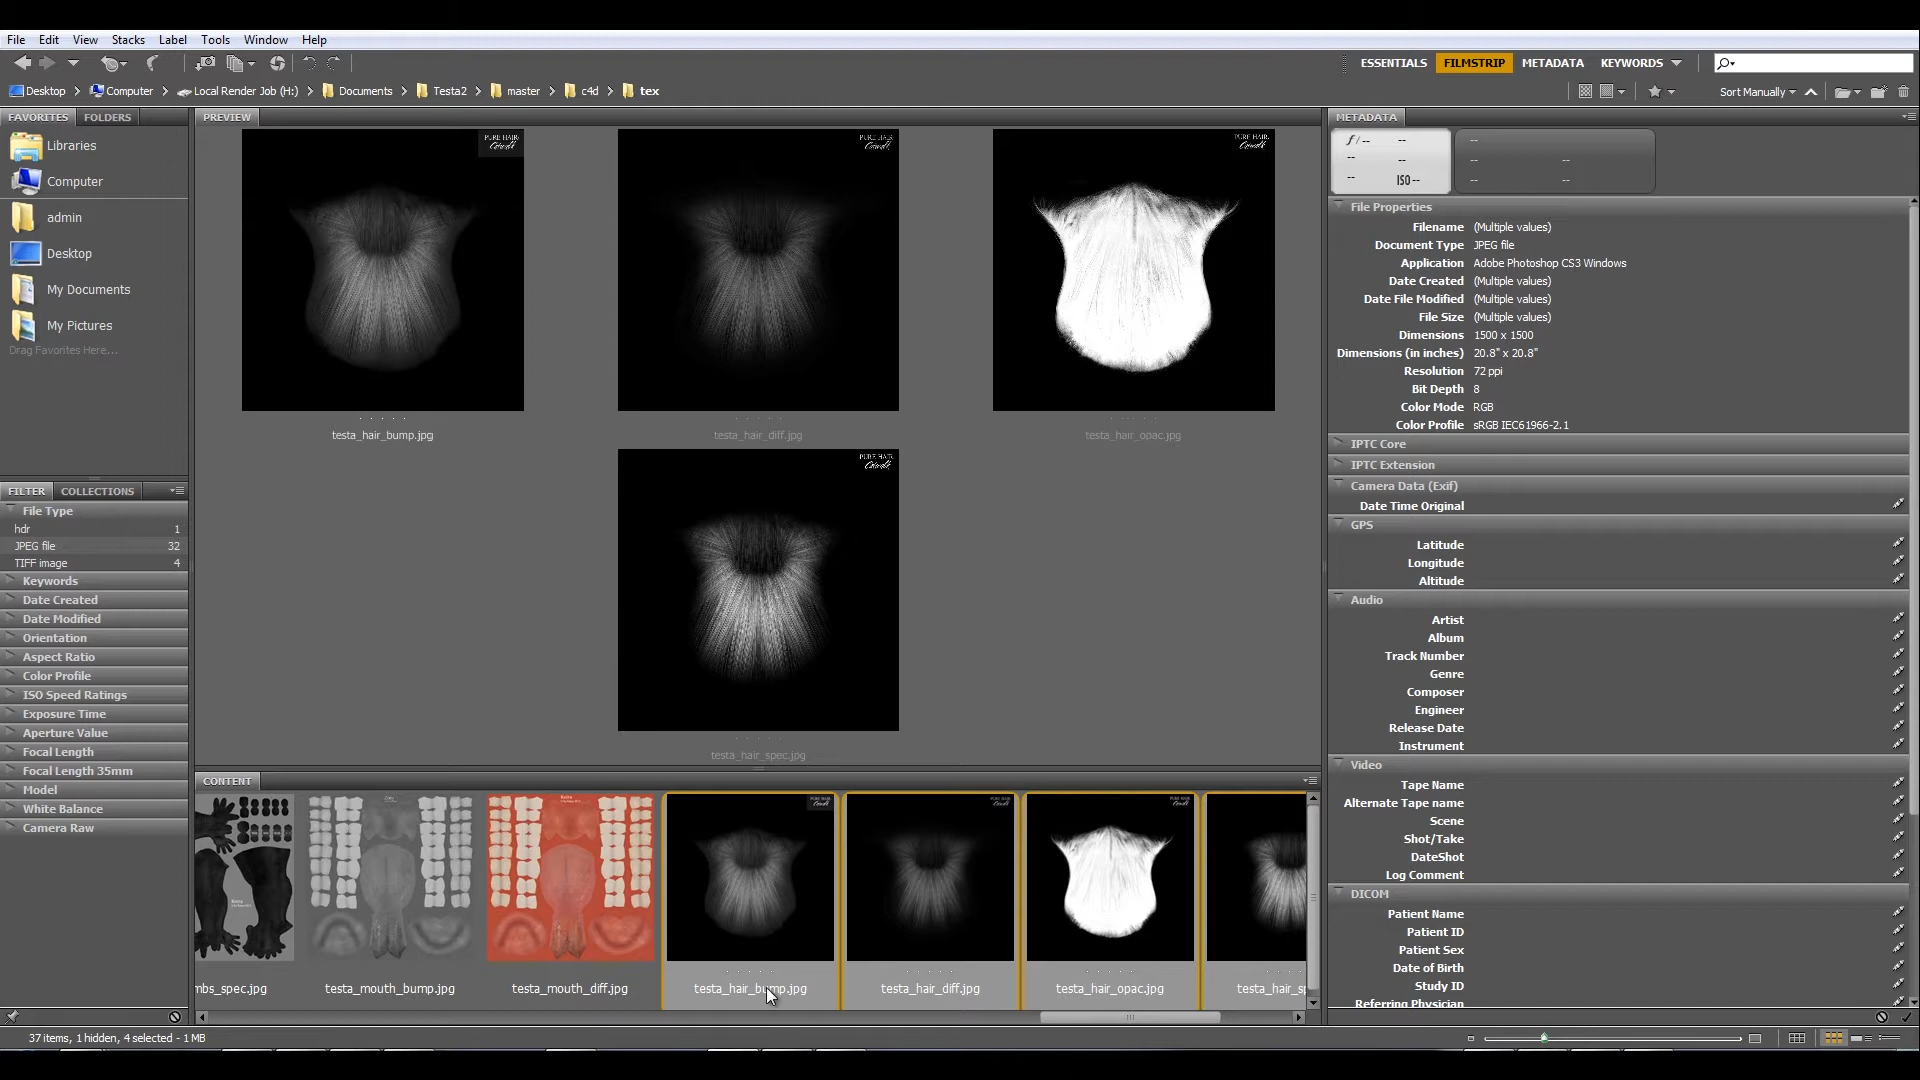 File Edit View Stacks Label Tools Window Help
ESSENTIALS FILMSTRIP METADATA KEYWORDS
Desktop Computer Local Render Job (H:) Documents Testa2 master c4d tex
Sort Manually
FAVORITES FOLDERS
PREVIEW
METADATA
Libraries
Computer
admin
Desktop
My Documents
My Pictures
Drag Favorites Here...
PURE HAIR:
PURE HAIR:
PURE HAIR:
testa_hair_bump.jpg
testa_hair_diff.jpg
testa_hair_opac.jpg
PURE HAIR:
testa_hair_spec.jpg
ƒ/-- --
-- --
-- ISO --
--
-- --
-- --
File Properties
Filename (Multiple values)
Document Type JPEG file
Application Adobe Photoshop CS3 Windows
Date Created (Multiple values)
Date File Modified (Multiple values)
File Size (Multiple values)
Dimensions 1500 x 1500
Dimensions (in inches) 20.8" x 20.8"
Resolution 72 ppi
Bit Depth 8
Color Mode RGB
Color Profile sRGB IEC61966-2.1
IPTC Core
IPTC Extension
Camera Data (Exif)
Date Time Original
GPS
Latitude
Longitude
Altitude
Audio
Artist
Album
Track Number
Genre
Composer
Engineer
Release Date
Instrument
Video
Tape Name
Alternate Tape name
Scene
Shot/Take
DateShot
Log Comment
DICOM
Patient Name
Patient ID
Patient Sex
Date of Birth
Study ID
Referring Physician
FILTER COLLECTIONS
File Type
hdr 1
JPEG file 32
TIFF image 4
Keywords
Date Created
Date Modified
Orientation
Aspect Ratio
Color Profile
ISO Speed Ratings
Exposure Time
Aperture Value
Focal Length
Focal Length 35mm
Model
White Balance
Camera Raw
CONTENT
mbs_spec.jpg
testa_mouth_bump.jpg
testa_mouth_diff.jpg
testa_hair_bump.jpg
testa_hair_diff.jpg
testa_hair_opac.jpg
testa_hair_sp
37 items, 1 hidden, 4 selected - 1 MB